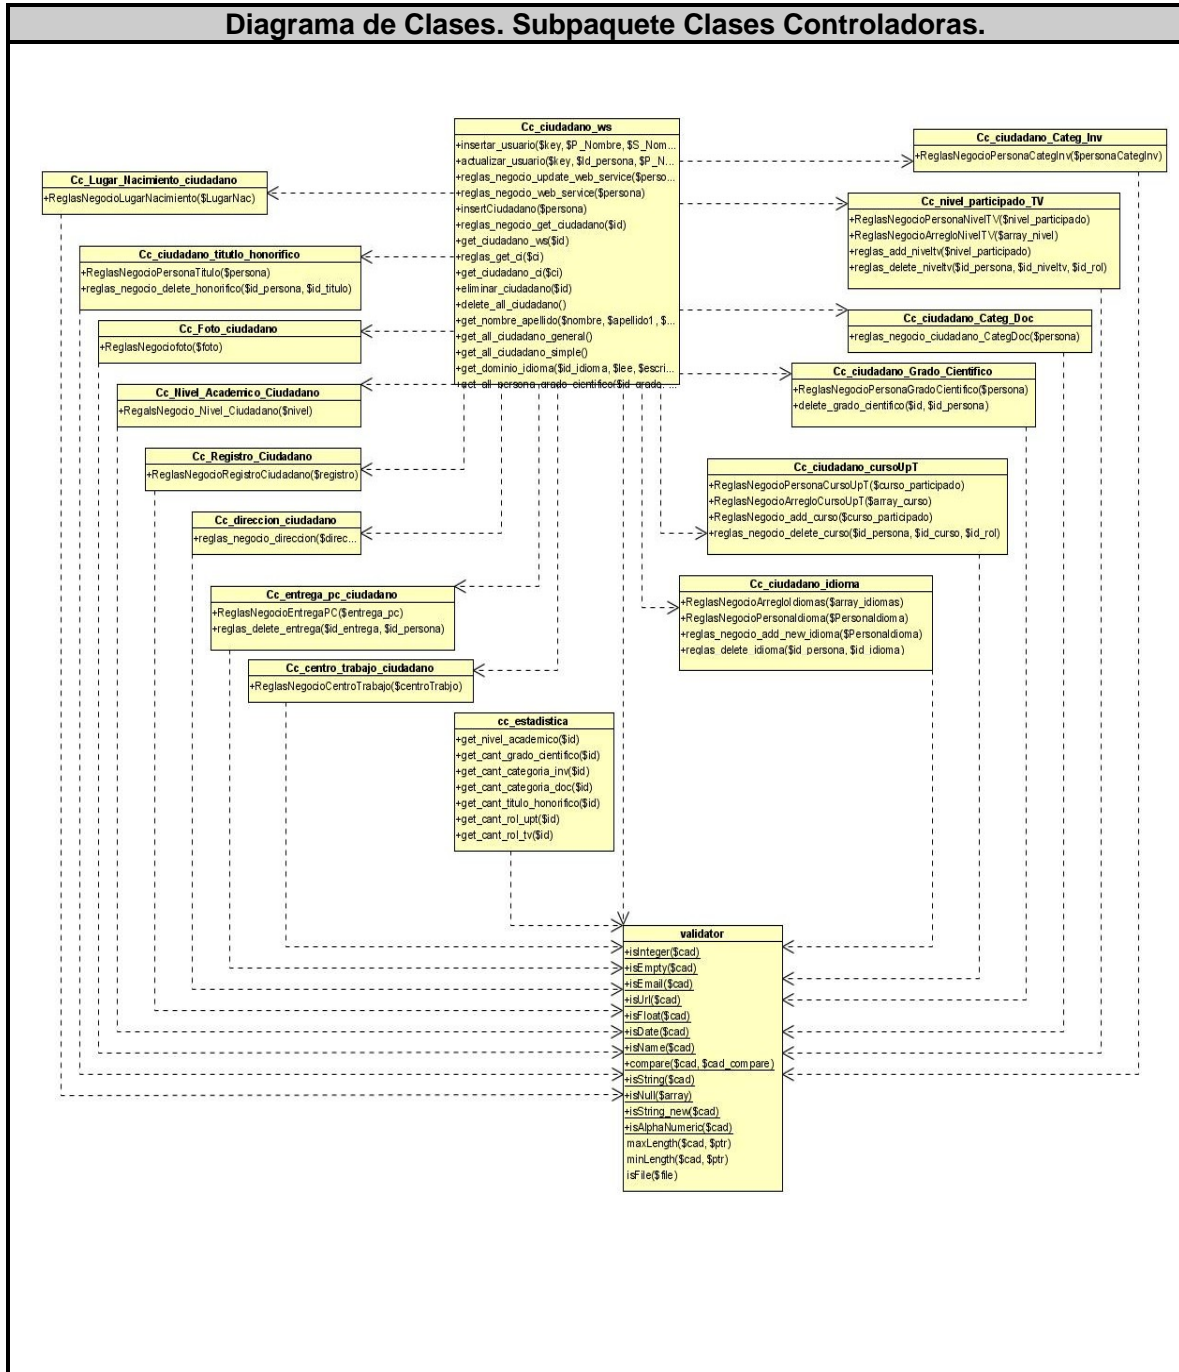 Diagrama de Clases. Subpaquete Clases Controladoras.
Cc_ciudadano_ws
+insertar_usuario($key, $P_Nombre, $S_Nom...
+actualizar_usuario($key, $Id_persona, $P_N...
+reglas_negocio_update_web_service($perso...
+reglas_negocio_web_service($persona)
+insertCiudadano($persona)
+reglas_negocio_get_ciudadano($id)
+get_ciudadano_ws($id)
+reglas_get_ci($ci)
+get_ciudadano_ci($ci)
+eliminar_ciudadano($id)
+delete_all_ciudadano()
+get_nombre_apellido($nombre, $apellido1, $...
+get_all_ciudadano_general()
+get_all_ciudadano_simple()
+get_dominio_idioma($id_idioma, $lee, $escri...
+get_all_persona_grado_cientifico($id_grado, ...
Cc_ciudadano_Categ_Inv
+ReglasNegocioPersonaCategInv($personaCategInv)
Cc_Lugar_Nacimiento_ciudadano
+ReglasNegocioLugarNacimiento($LugarNac)
Cc_nivel_participado_TV
+ReglasNegocioPersonaNivelTV($nivel_participado)
+ReglasNegocioArregloNivelTV($array_nivel)
+reglas_add_niveltv($nivel_participado)
+reglas_delete_niveltv($id_persona, $id_niveltv, $id_rol)
Cc_ciudadano_titutlo_honorifico
+ReglasNegocioPersonaTitulo($persona)
+reglas_negocio_delete_honorifico($id_persona, $id_titulo)
Cc_Foto_ciudadano
+ReglasNegociofoto($foto)
Cc_ciudadano_Categ_Doc
+reglas_negocio_ciudadano_CategDoc($persona)
Cc_Nivel_Academico_Ciudadano
+RegalsNegocio_Nivel_Ciudadano($nivel)
Cc_ciudadano_Grado_Cientifico
+ReglasNegocioPersonaGradoCientifico($persona)
+delete_grado_cientifico($id, $id_persona)
Cc_Registro_Ciudadano
+ReglasNegocioRegistroCiudadano($registro)
Cc_ciudadano_cursoUpT
+ReglasNegocioPersonaCursoUpT($curso_participado)
+ReglasNegocioArregloCursoUpT($array_curso)
+ReglasNegocio_add_curso($curso_participado)
+reglas_negocio_delete_curso($id_persona, $id_curso, $id_rol)
Cc_direccion_ciudadano
+reglas_negocio_direccion($direc...
Cc_entrega_pc_ciudadano
+ReglasNegocioEntregaPC($entrega_pc)
+reglas_delete_entrega($id_entrega, $id_persona)
Cc_ciudadano_idioma
+ReglasNegocioArregloIdiomas($array_idiomas)
+ReglasNegocioPersonaIdioma($PersonaIdioma)
+reglas_negocio_add_new_idioma($PersonaIdioma)
+reglas_delete_idioma($id_persona, $id_idioma)
Cc_centro_trabajo_ciudadano
+ReglasNegocioCentroTrabajo($centroTrabjo)
cc_estadistica
+get_nivel_academico($id)
+get_cant_grado_cientifico($id)
+get_cant_categoria_inv($id)
+get_cant_categoria_doc($id)
+get_cant_titulo_honorifico($id)
+get_cant_rol_upt($id)
+get_cant_rol_tv($id)
validator
+isInteger($cad)
+isEmpty($cad)
+isEmail($cad)
+isUrl($cad)
+isFloat($cad)
+isDate($cad)
+isName($cad)
+compare($cad, $cad_compare)
+isString($cad)
+isNull($array)
+isString_new($cad)
+isAlphaNumeric($cad)
maxLength($cad, $ptr)
minLength($cad, $ptr)
isFile($file)